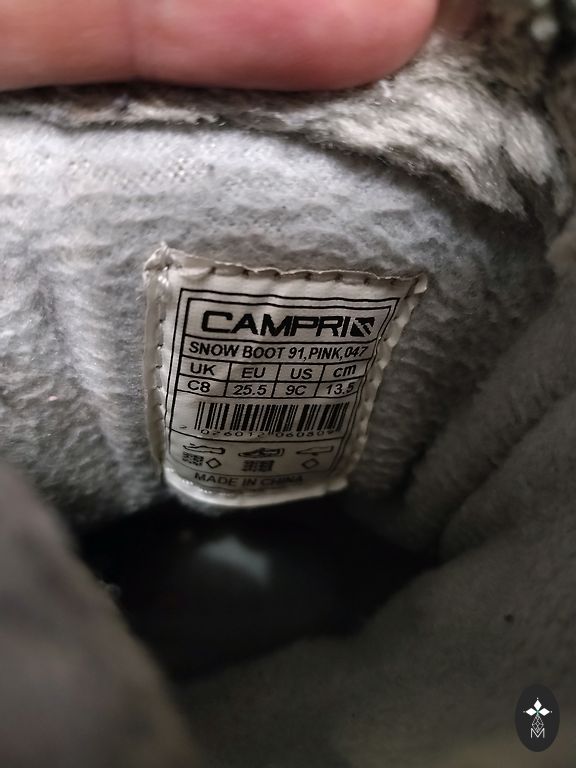 CAMPRI
SNOW BOOT 91,PINK,047
UK EU US cm
C8 25.5 9C 13.5
MADE IN CHINA
M